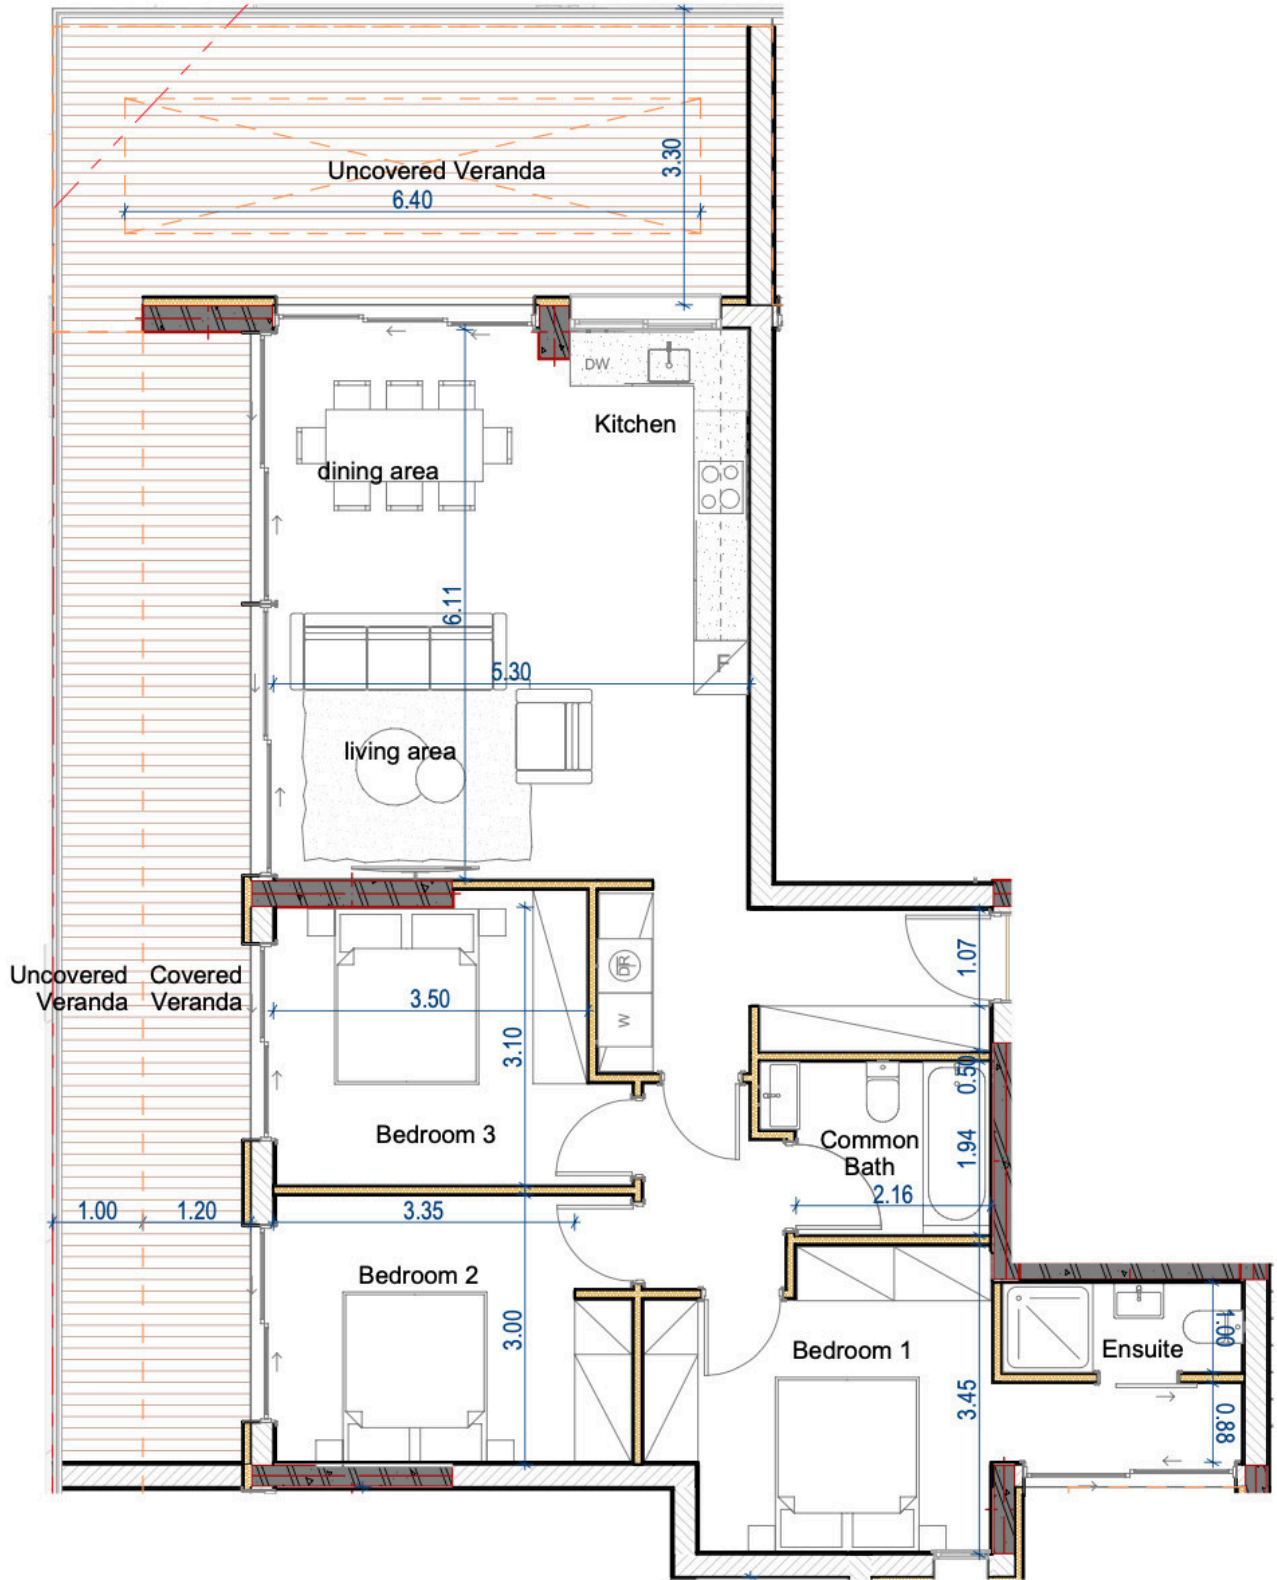 3.30
Uncovered Veranda
6.40
DW
Kitchen
dining area
6.11
F
5.30
living area
1.07
Uncovered
Veranda
Covered
Veranda
DR
3.50
W
3.10
0.50
Bedroom 3
Common
Bath
1.94
2.16
1.00
1.20
3.35
Bedroom 2
3.00
Bedroom 1
Ensuite
1.00
3.45
0.88